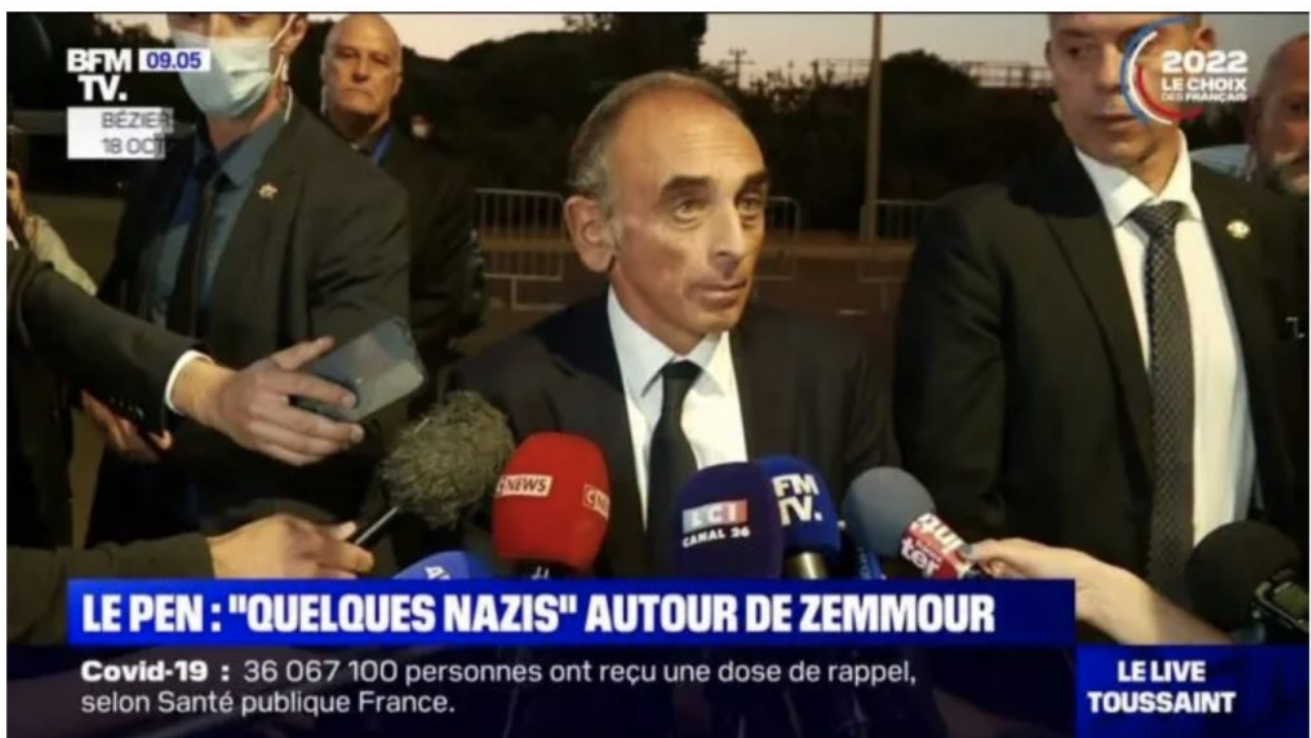 BFM
TV.
09.05
BÉZIER
18 OCT
2022
LE CHOIX
DES FRANÇAIS
CNEWS
LCI
CANAL 26
FM
TV.
LE PEN : "QUELQUES NAZIS" AUTOUR DE ZEMMOUR
Covid-19 : 36 067 100 personnes ont reçu une dose de rappel,
selon Santé publique France.
LE LIVE
TOUSSAINT